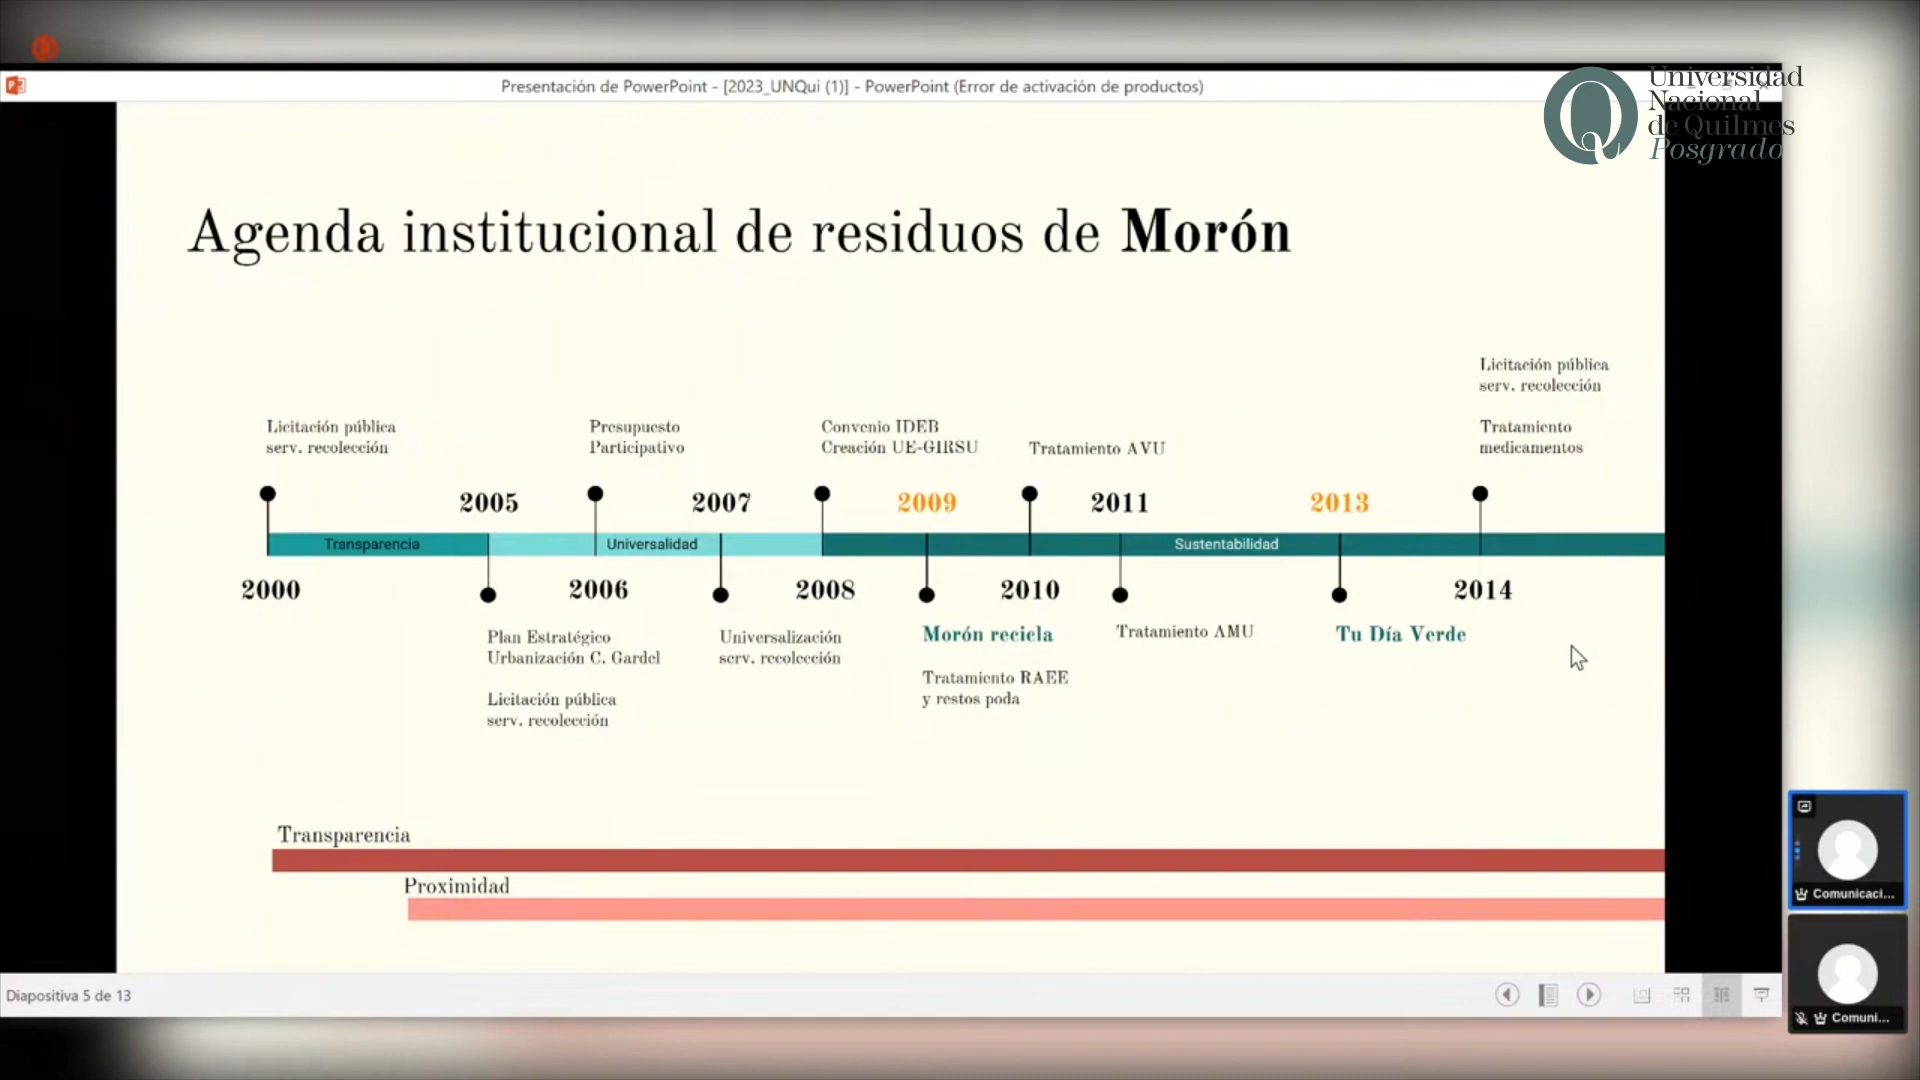 Presentación de PowerPoint - [2023_UNQui (1)] - PowerPoint (Error de activación de productos)
Universidad
Nacional
de Quilmes
Posgrado
Agenda institucional de residuos de Morón
Licitación pública
serv. recolección
Presupuesto
Participativo
Convenio IDEB
Creación UE-GIRSU
Tratamiento AVU
Licitación pública
serv. recolección
Tratamiento
medicamentos
2005
2007
2009
2011
2013
Transparencia
Universalidad
Sustentabilidad
2000
2006
2008
2010
2014
Plan Estratégico
Urbanización C. Gardel
Licitación pública
serv. recolección
Universalización
serv. recolección
Morón recicla
Tratamiento RAEE
y restos poda
Tratamiento AMU
Tu Día Verde
Transparencia
Proximidad
Comunicaci...
Comuni...
Diapositiva 5 de 13